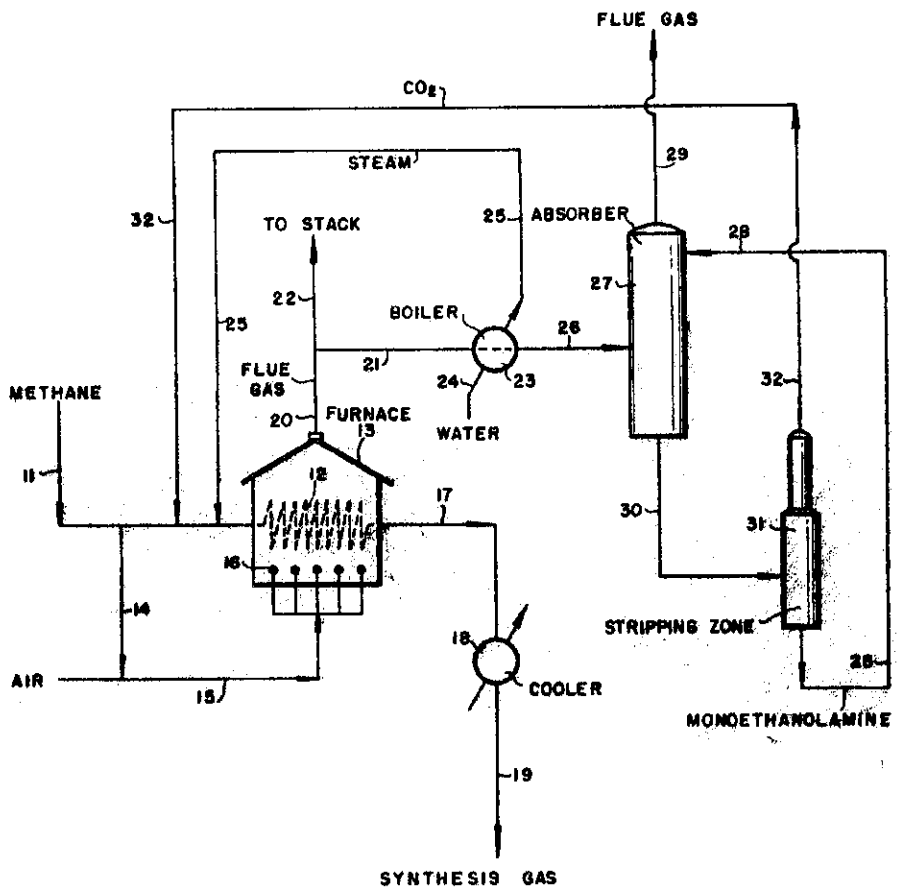 FLUE GAS
CO2
STEAM
29
32
TO STACK
25
ABSORBER
28
27
22
25
BOILER
26
21
23
24
FLUE
GAS
METHANE
20
FURNACE
13
WATER
32
11
12
17
30
31
16
14
STRIPPING ZONE
18
28
AIR
15
COOLER
MONOETHANOLAMINE
19
SYNTHESIS GAS